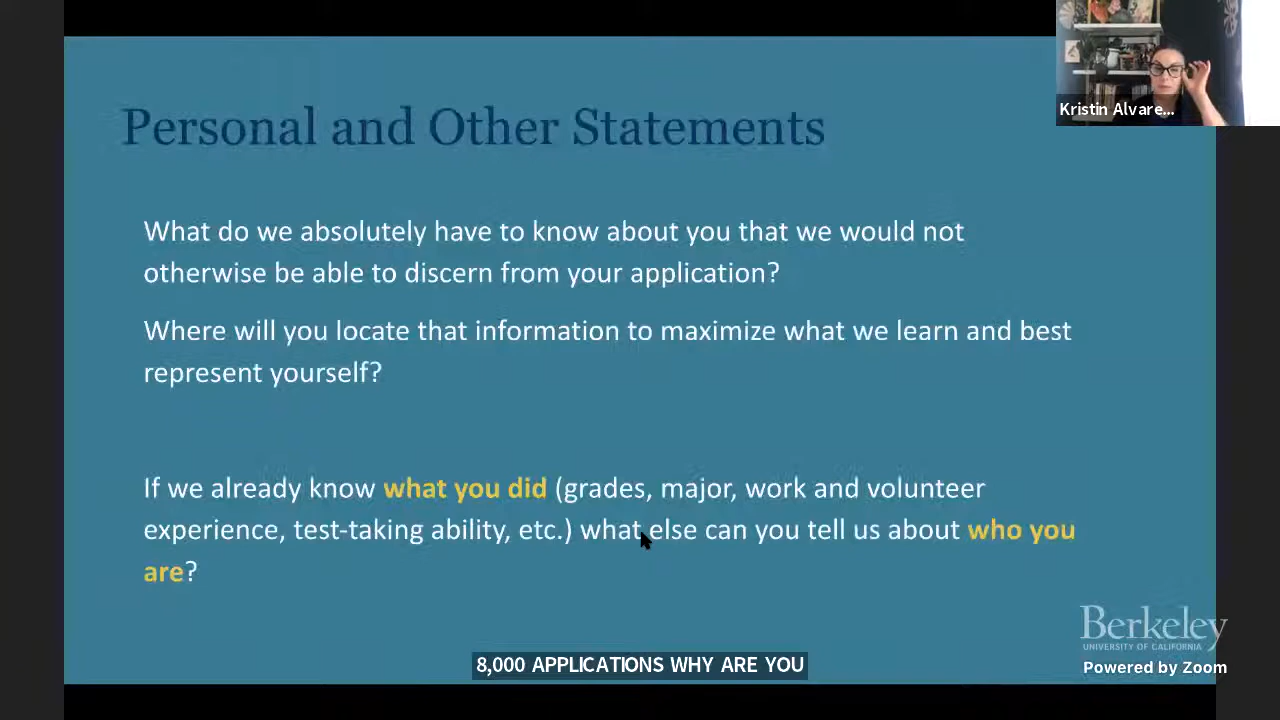 Kristin Alvare...
Personal and Other Statements
What do we absolutely have to know about you that we would not
otherwise be able to discern from your application?
Where will you locate that information to maximize what we learn and best
represent yourself?
If we already know what you did (grades, major, work and volunteer
experience, test-taking ability, etc.) what else can you tell us about who you
are?
Berkeley
UNIVERSITY OF CALIFORNIA
8,000 APPLICATIONS WHY ARE YOU
Powered by Zoom